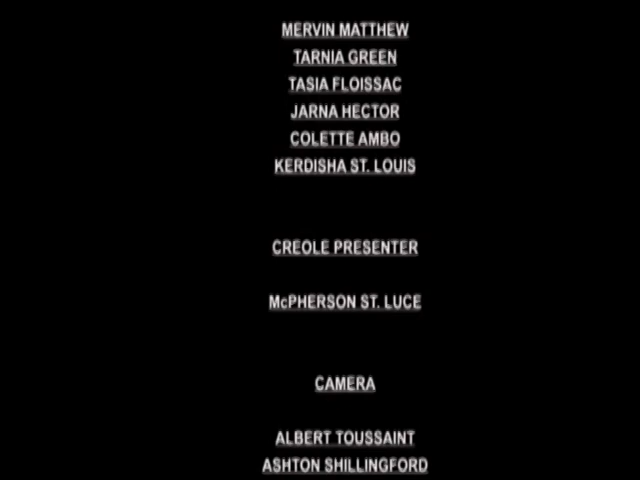 MERVIN MATTHEW
TARNIA GREEN
TASIA FLOISSAC
JARNA HECTOR
COLETTE AMBO
KERDISHA ST. LOUIS
CREOLE PRESENTER
McPHERSON ST. LUCE
CAMERA
ALBERT TOUSSAINT
ASHTON SHILLINGFORD